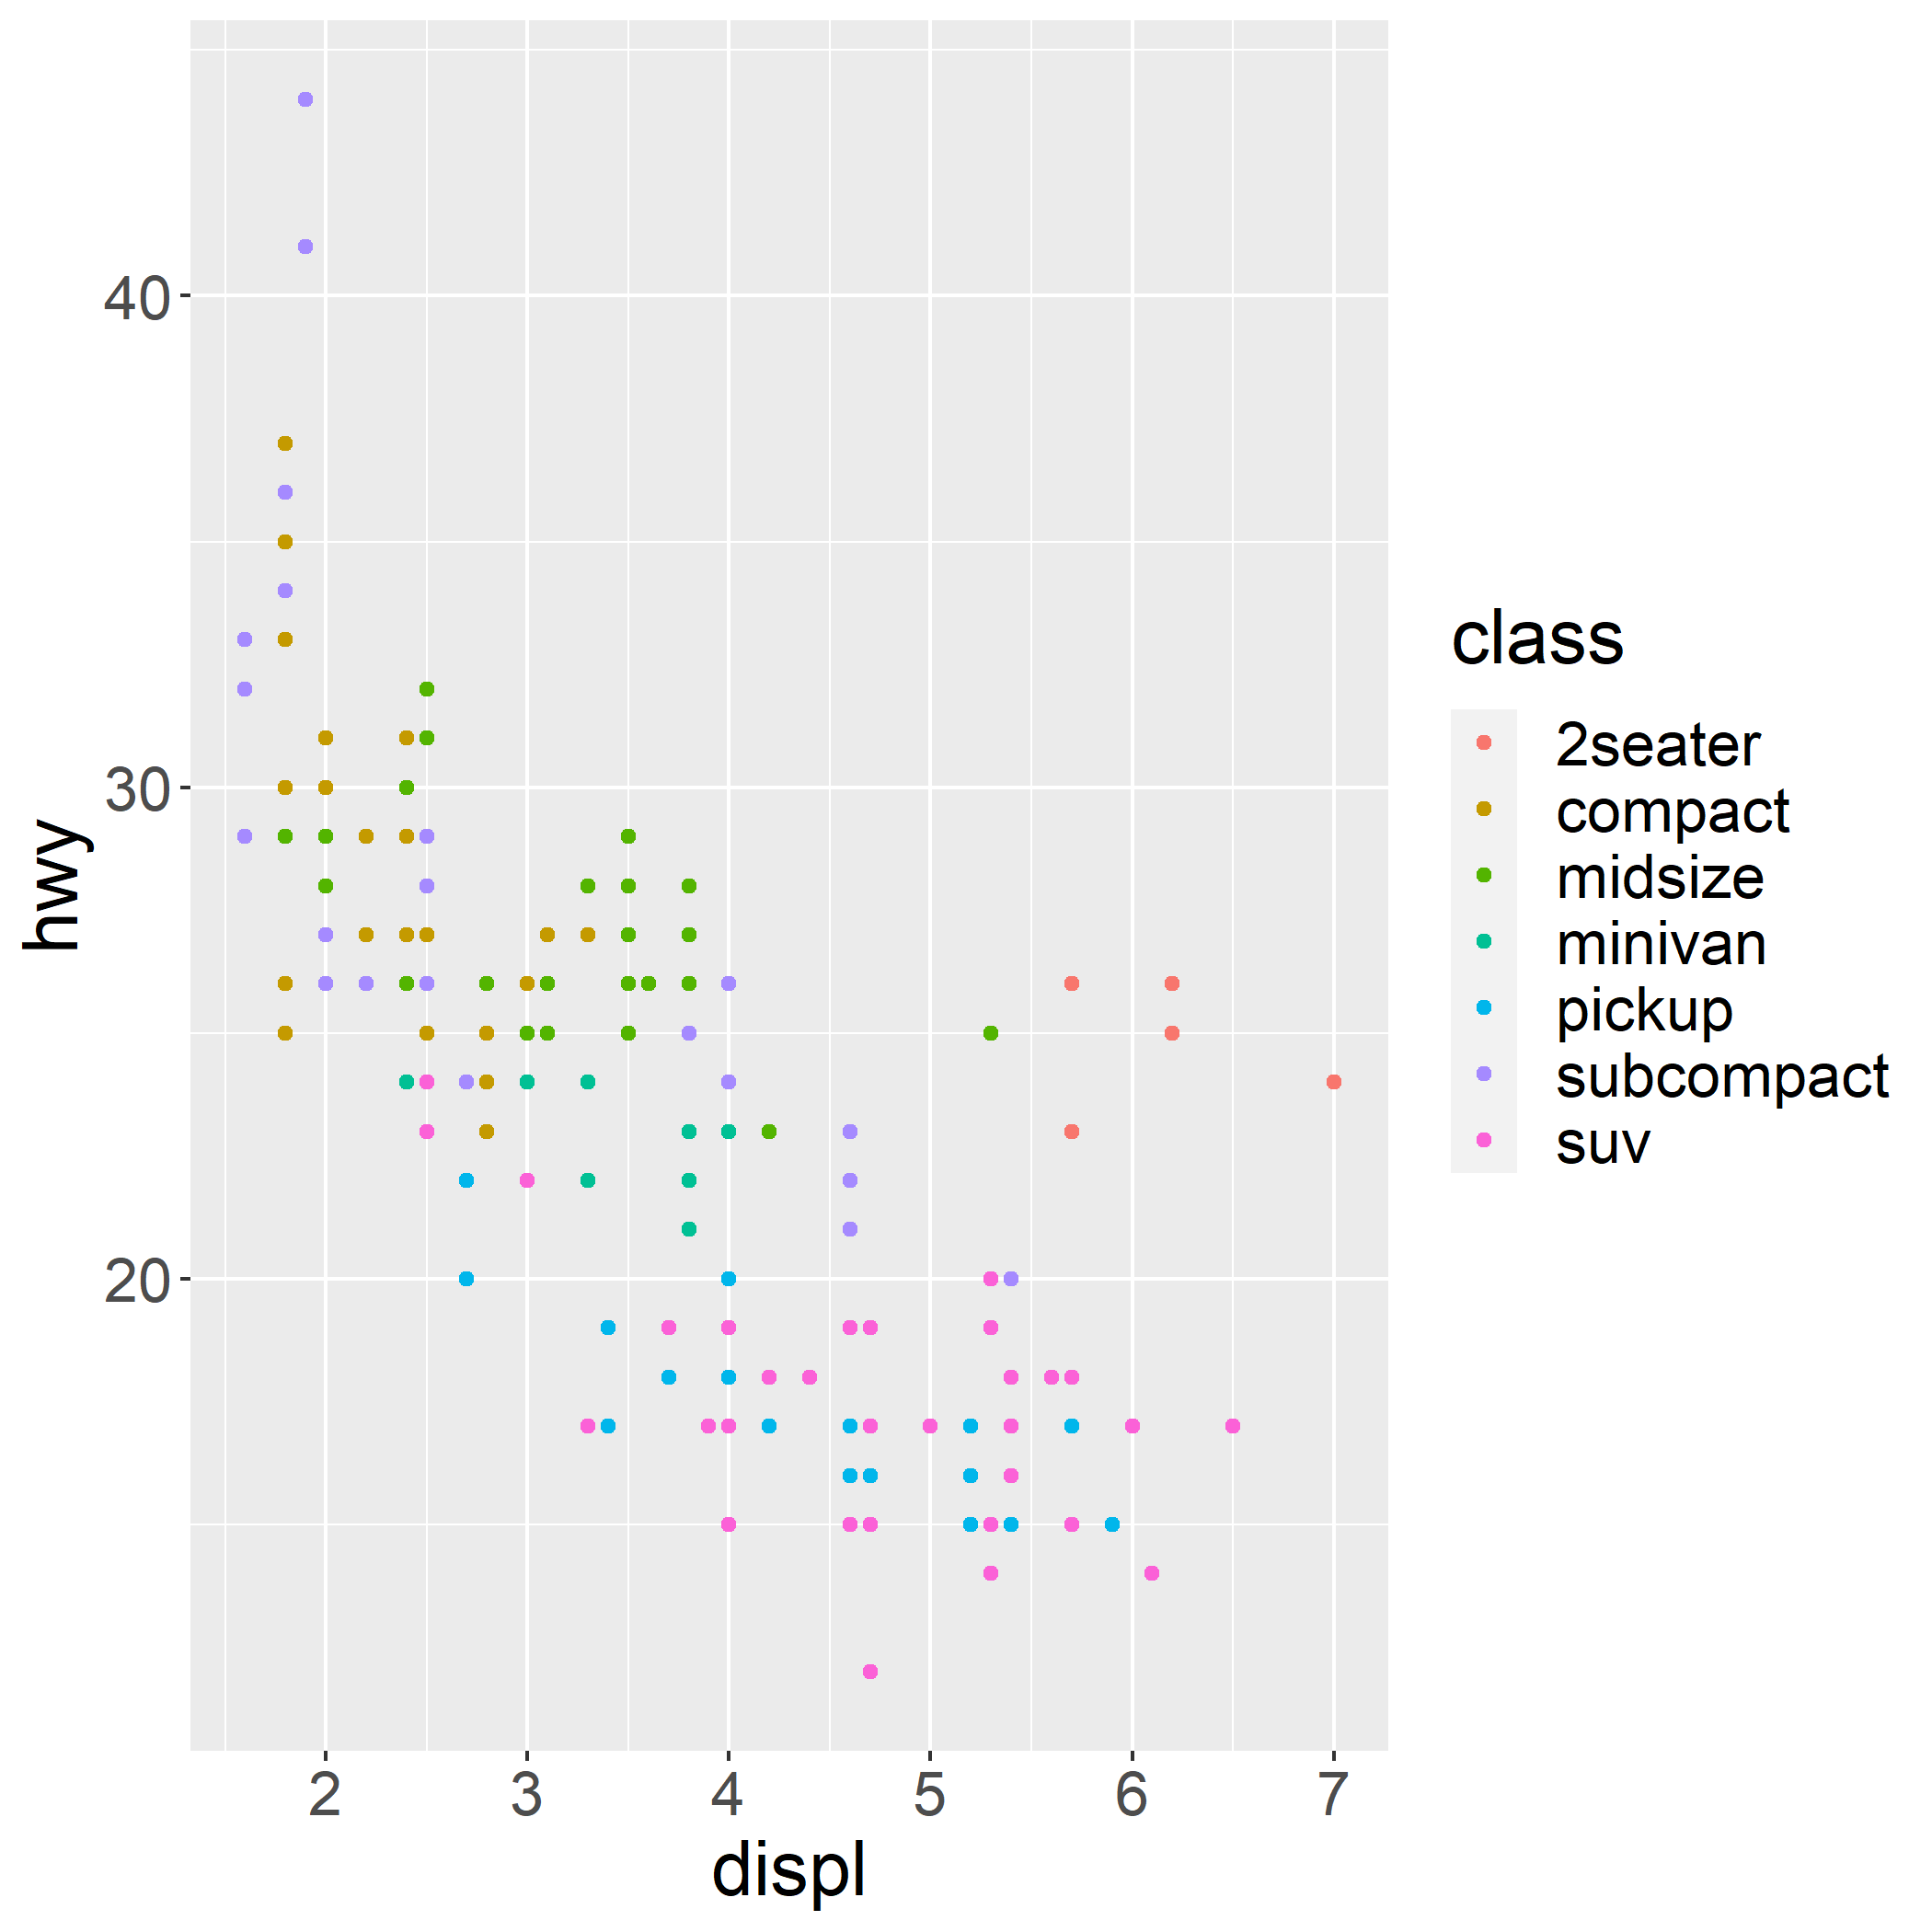 hwy
40
30
20
2 3 4 5 6 7
displ
class
2seater
compact
midsize
minivan
pickup
subcompact
suv